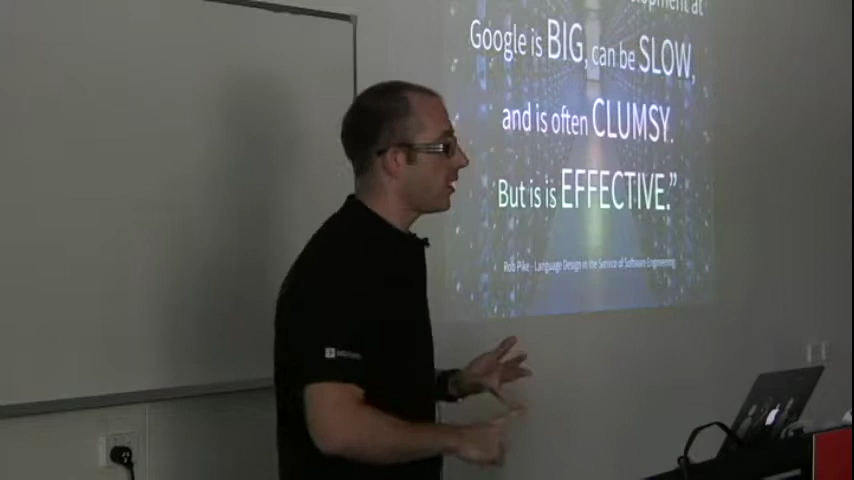 at
Google is BIG, can be SLOW,
and is often CLUMSY.
But is is EFFECTIVE.”
Rob Pike - Language Design in the Service of Software Engineering